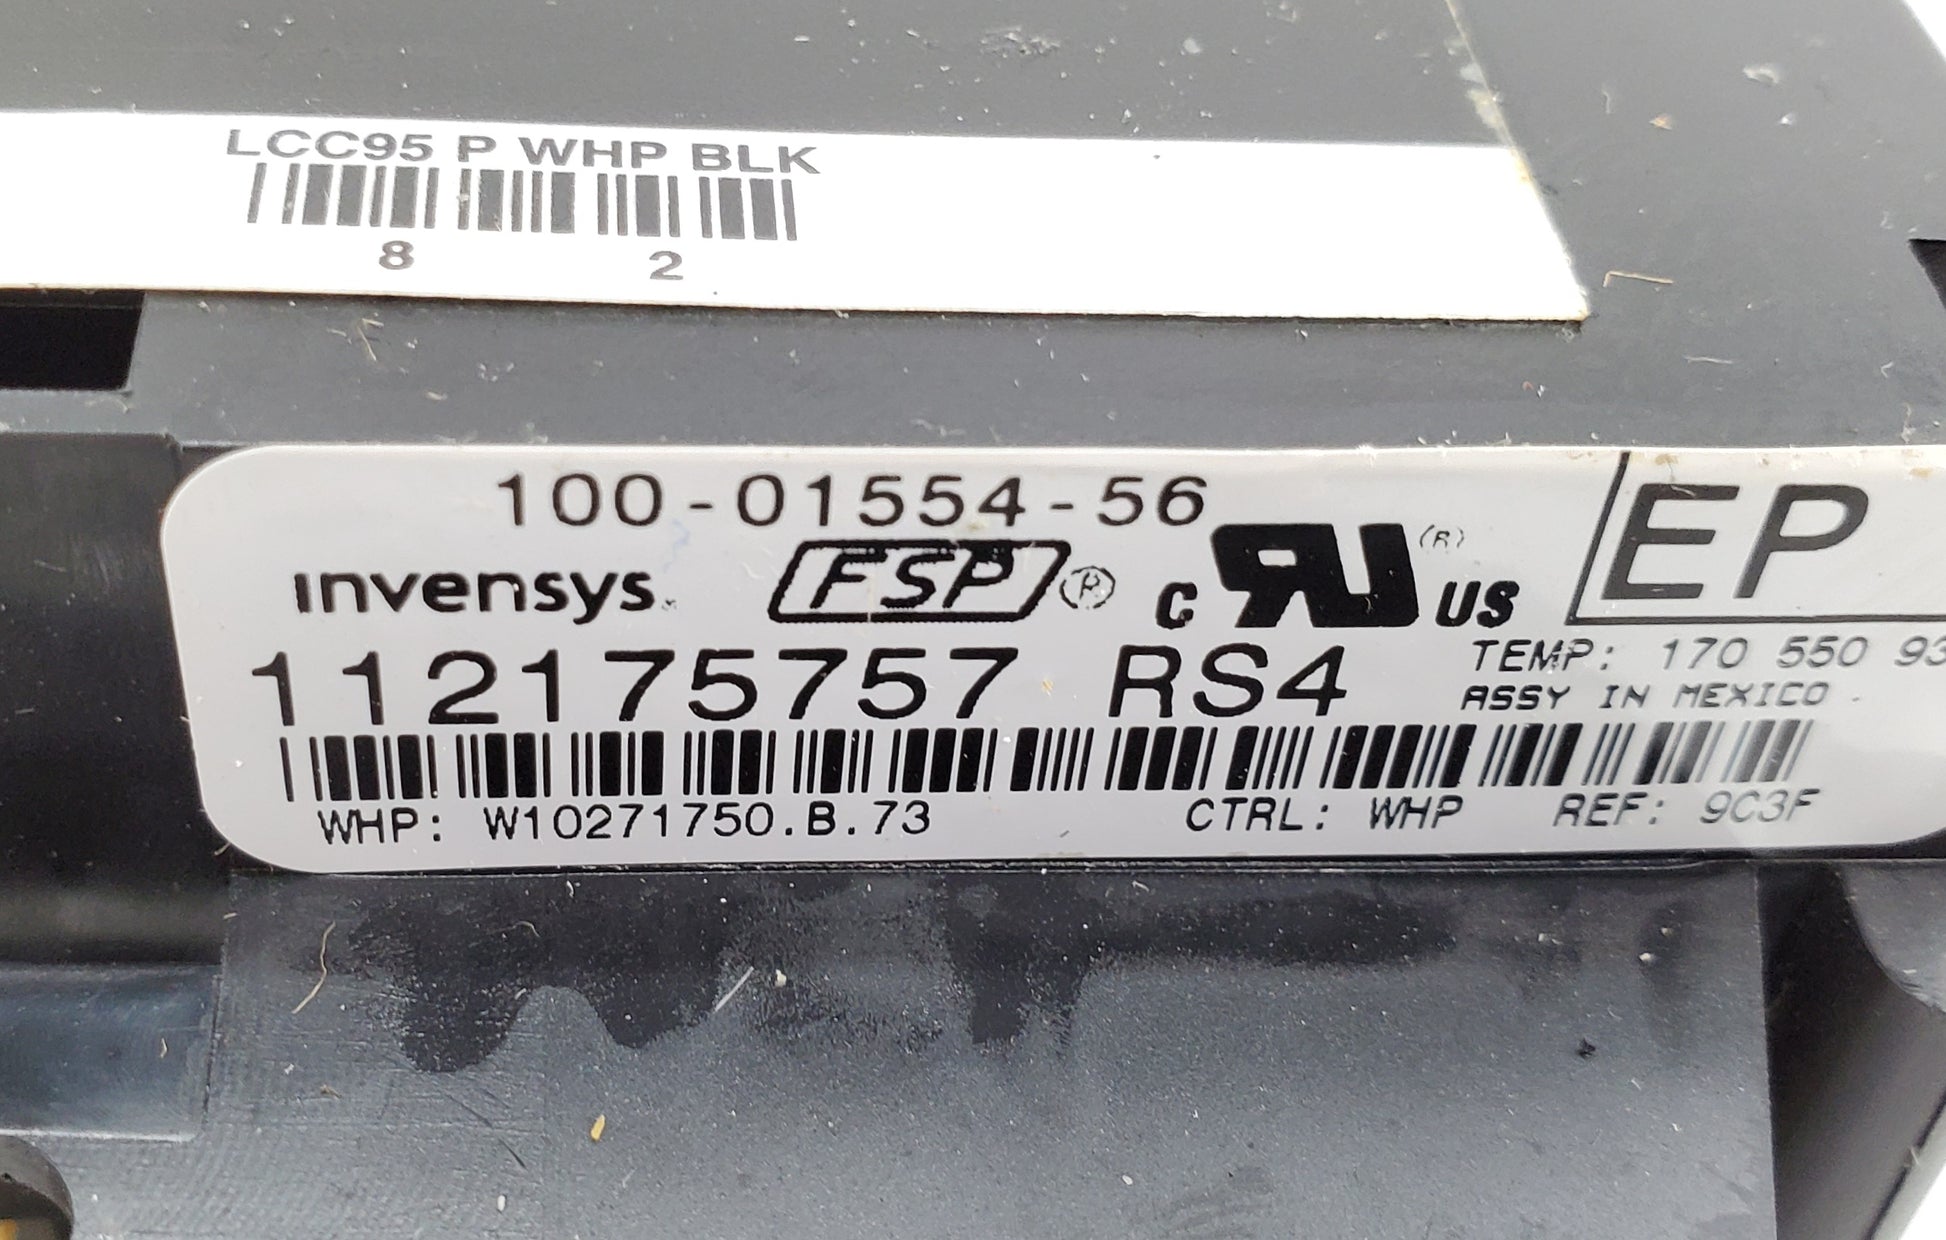 LCC95 P WHP BLK
8 2
100-01554-56
invensys FSP® c RU (R) US EP
112175757 RS4 TEMP: 170 550 93
ASSY IN MEXICO
WHP: W10271750.B.73 CTRL: WHP REF: 9C3F